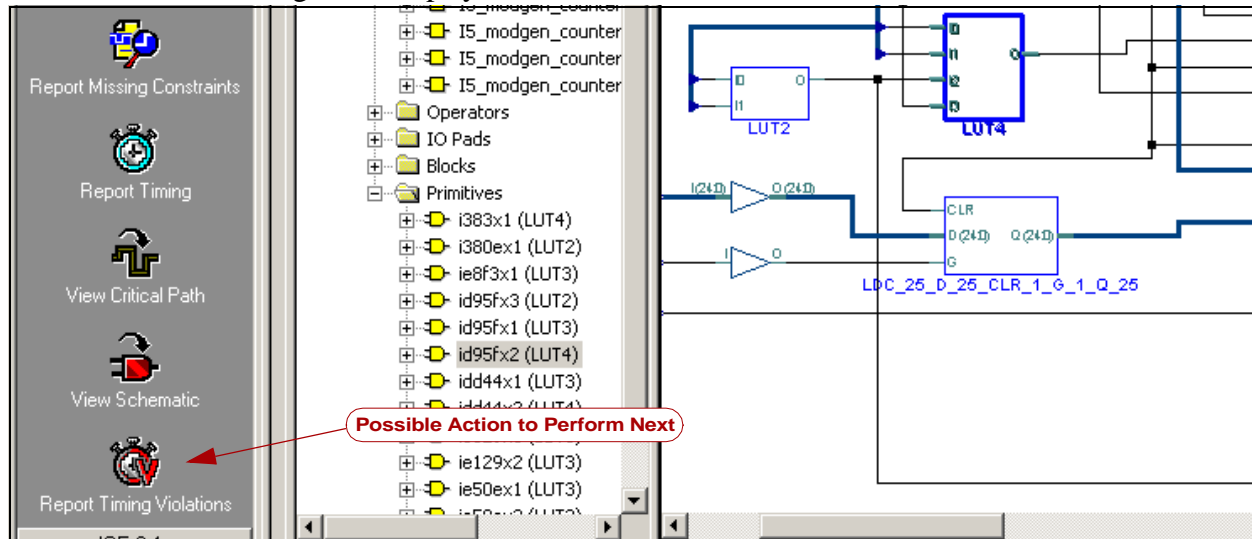 Report Missing Constraints
Report Timing
View Critical Path
View Schematic
Report Timing Violations
I5_modgen_counter
I5_modgen_counter
I5_modgen_counter
I5_modgen_counter
Operators
IO Pads
Blocks
Primitives
i383x1 (LUT4)
i380ex1 (LUT2)
ie8f3x1 (LUT3)
id95fx3 (LUT2)
id95fx1 (LUT3)
id95fx2 (LUT4)
idd44x1 (LUT3)
idd44x2 (LUT4)
Possible Action to Perform Next
ie129x2 (LUT3)
ie50ex1 (LUT3)
I0 O
I1
LUT2
I0
I1 O
I2
I3
LUT4
I(24:0) O(24:0)
CLR
D(24:0) Q(24:0)
I O
G
LDC_25_D_25_CLR_1_G_1_Q_25